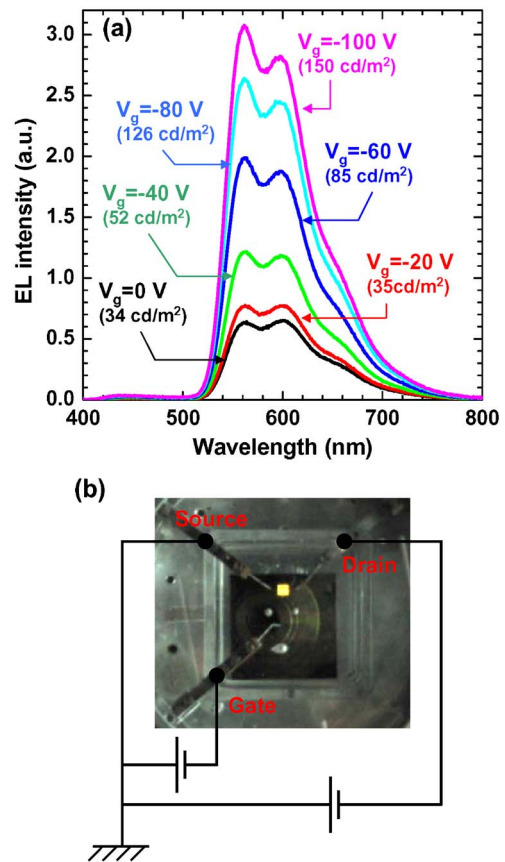 (a)
3.0
2.5
2.0
1.5
1.0
0.5
0.0
EL intensity (a.u.)
Vg=-100 V
(150 cd/m²)
Vg=-80 V
(126 cd/m²)
Vg=-60 V
(85 cd/m²)
Vg=-40 V
(52 cd/m²)
Vg=-20 V
(35cd/m²)
Vg=0 V
(34 cd/m²)
400 500 600 700 800
Wavelength (nm)
(b)
Source
Drain
Gate